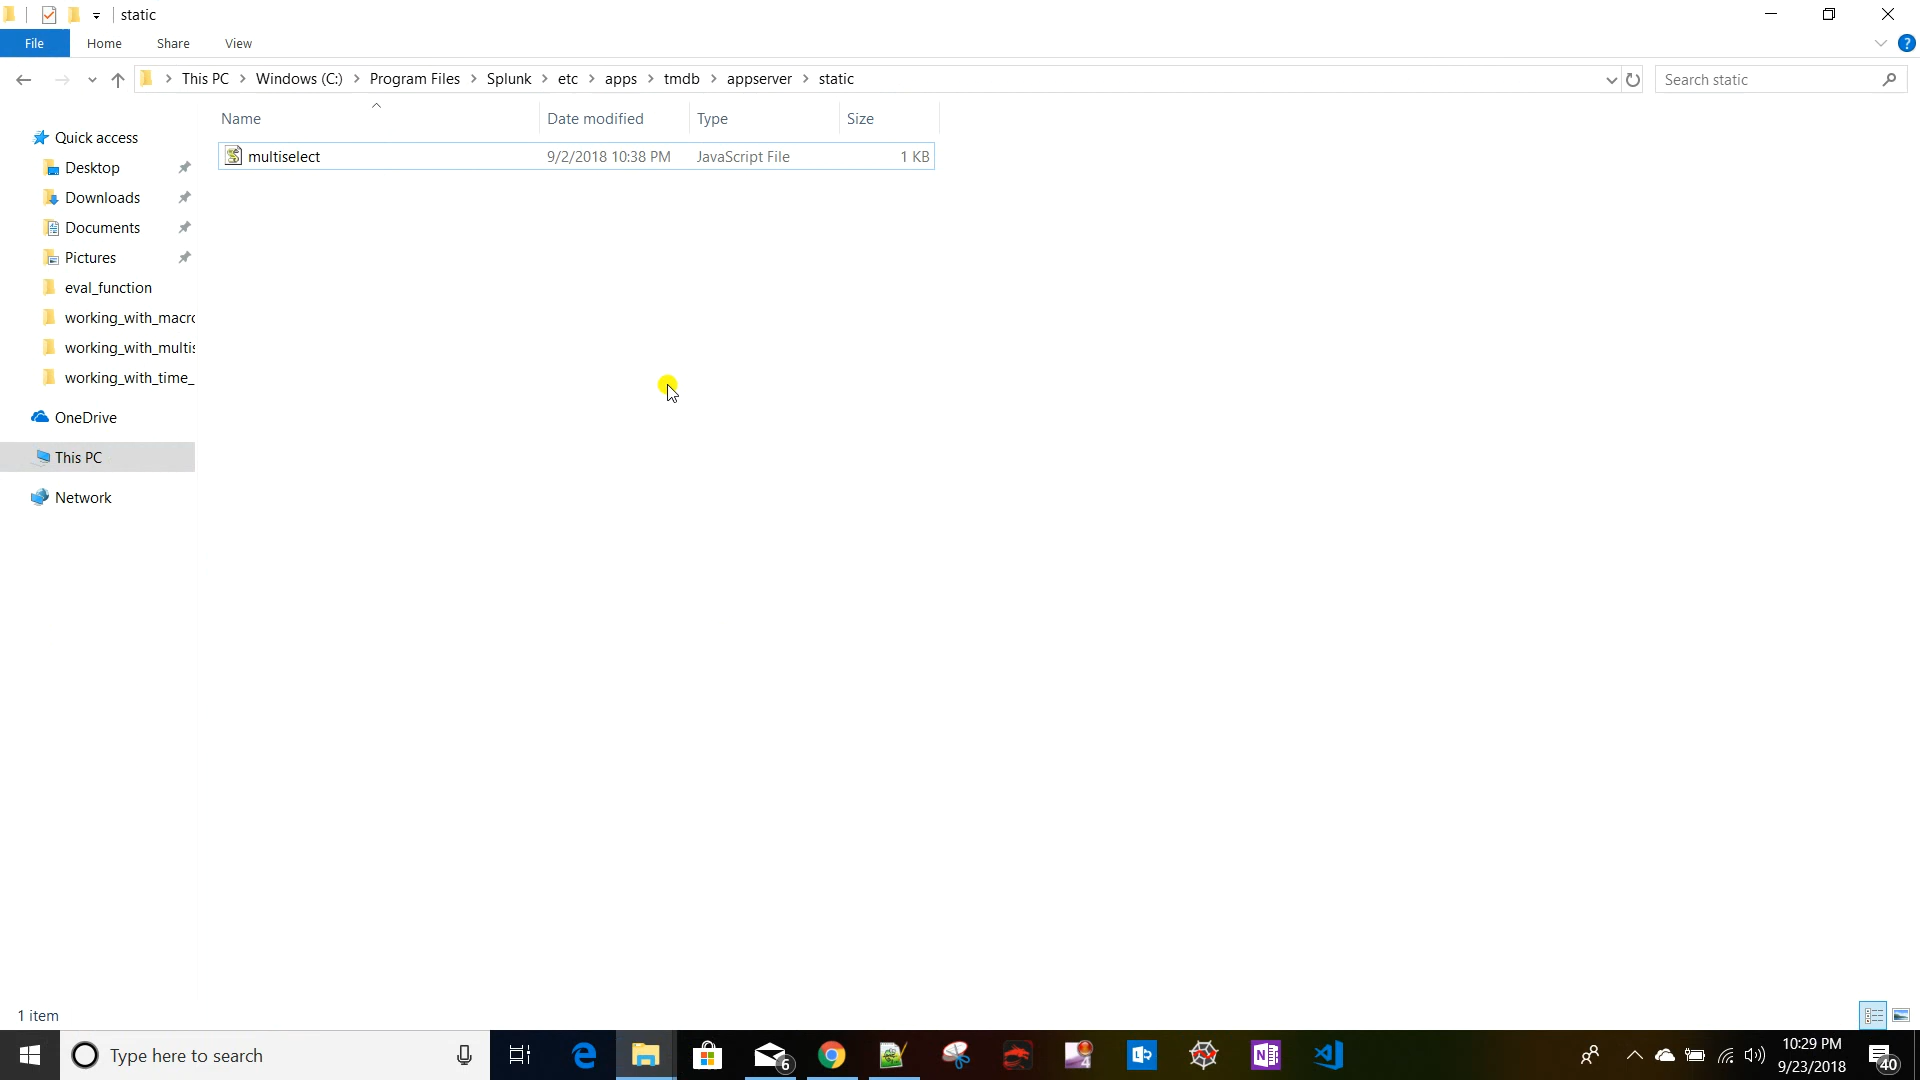 static
File Home Share View
This PC Windows (C:) Program Files Splunk etc apps tmdb appserver static
Search static
Name Date modified Type Size
multiselect 9/2/2018 10:38 PM JavaScript File 1 KB
Quick access
Desktop
Downloads
Documents
Pictures
eval_function
working_with_macro
working_with_multis
working_with_time_
OneDrive
This PC
Network
1 item
Type here to search
6
4
N
10:29 PM
9/23/2018
40